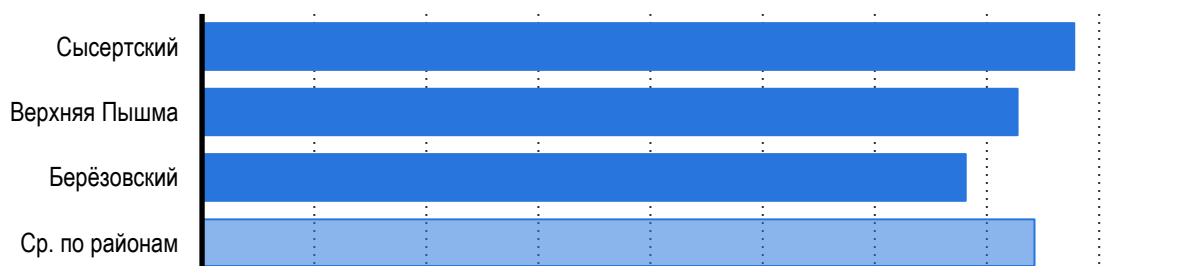 Сысертский
Верхняя Пышма
Берёзовский
Ср. по районам